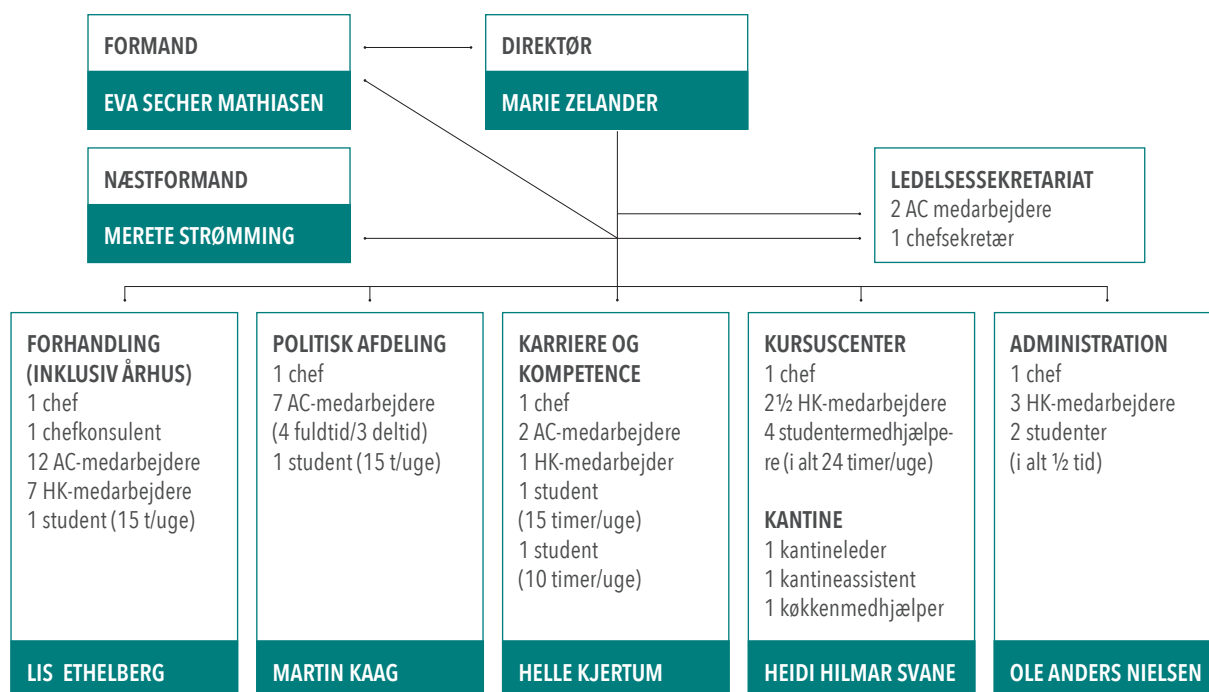 FORMAND
EVA SECHER MATHIASEN
DIREKTØR
MARIE ZELANDER
NÆSTFORMAND
MERETE STRØMMING
LEDELSESSEKRETARIAT
2 AC medarbejdere
1 chefsekretær
FORHANDLING
(INKLUSIV ÅRHUS)
1 chef
1 chefkonsulent
12 AC-medarbejdere
7 HK-medarbejdere
1 student (15 t/uge)
LIS ETHELBERG
POLITISK AFDELING
1 chef
7 AC-medarbejdere
(4 fuldtid/3 deltid)
1 student (15 t/uge)
MARTIN KAAG
KARRIERE OG
KOMPETENCE
1 chef
2 AC-medarbejdere
1 HK-medarbejder
1 student
(15 timer/uge)
1 student
(10 timer/uge)
HELLE KJERTUM
KURSUSCENTER
1 chef
2½ HK-medarbejdere
4 studentermedhjælpe-
re (i alt 24 timer/uge)
KANTINE
1 kantineleder
1 kantineassistent
1 køkkenmedhjælper
HEIDI HILMAR SVANE
ADMINISTRATION
1 chef
3 HK-medarbejdere
2 studenter
(i alt ½ tid)
OLE ANDERS NIELSEN